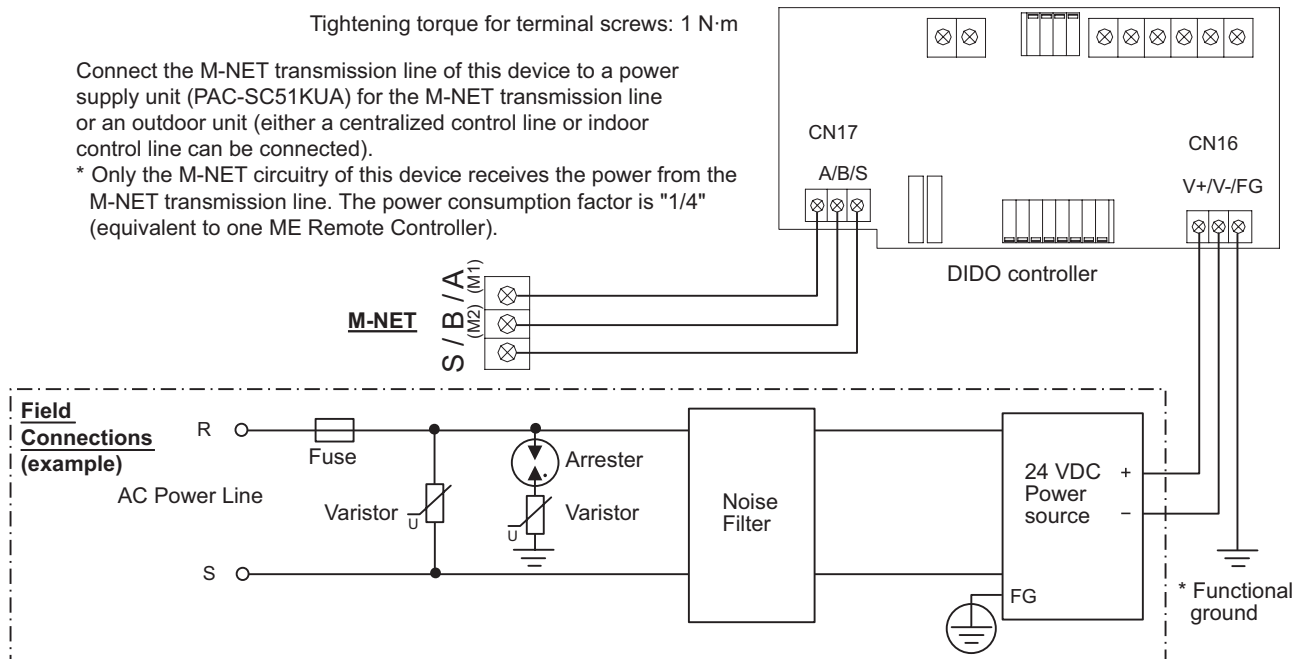 Tightening torque for terminal screws: 1 N·m
Connect the M-NET transmission line of this device to a power
supply unit (PAC-SC51KUA) for the M-NET transmission line
or an outdoor unit (either a centralized control line or indoor
control line can be connected).
* Only the M-NET circuitry of this device receives the power from the
M-NET transmission line. The power consumption factor is "1/4"
(equivalent to one ME Remote Controller).
CN17
A/B/S
CN16
V+/V-/FG
DIDO controller
M-NET
S / B / A
(M2) (M1)
Field
Connections
(example)
R
Fuse
Arrester
AC Power Line
Varistor
U
Varistor
U
S
Noise
Filter
24 VDC
Power
source
+
−
FG
* Functional
ground